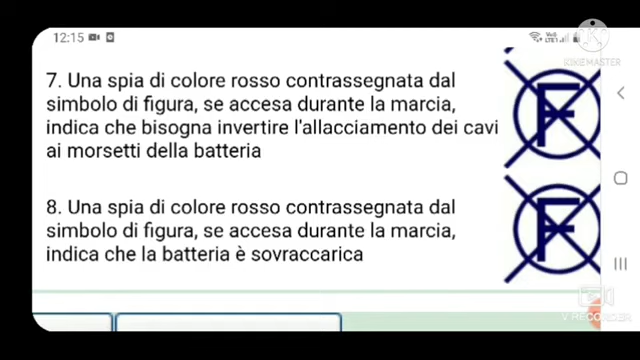 12:15
KINEMASTER
7. Una spia di colore rosso contrassegnata dal
simbolo di figura, se accesa durante la marcia,
indica che bisogna invertire l'allacciamento dei cavi
ai morsetti della batteria
F
8. Una spia di colore rosso contrassegnata dal
simbolo di figura, se accesa durante la marcia,
indica che la batteria è sovraccarica
F
V RECORDER